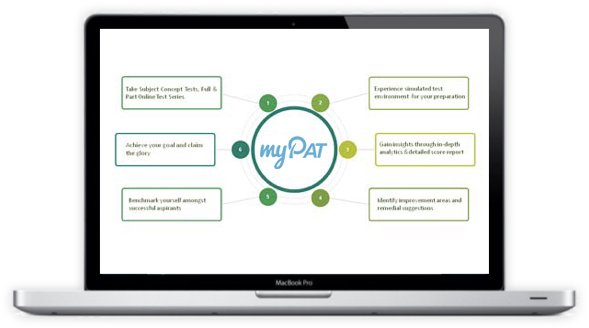 Take Subject Concept Tests, Full &
Part Online Test Series
1
2
Experience simulated test
environment for your preparation
Achieve your goal and claim
the glory
6
myPAT
3
Gain insights through in-depth
analytics & detailed score report
Benchmark yourself amongst
successful aspirants
5
4
Identify improvement areas and
remedial suggestions
MacBook Pro